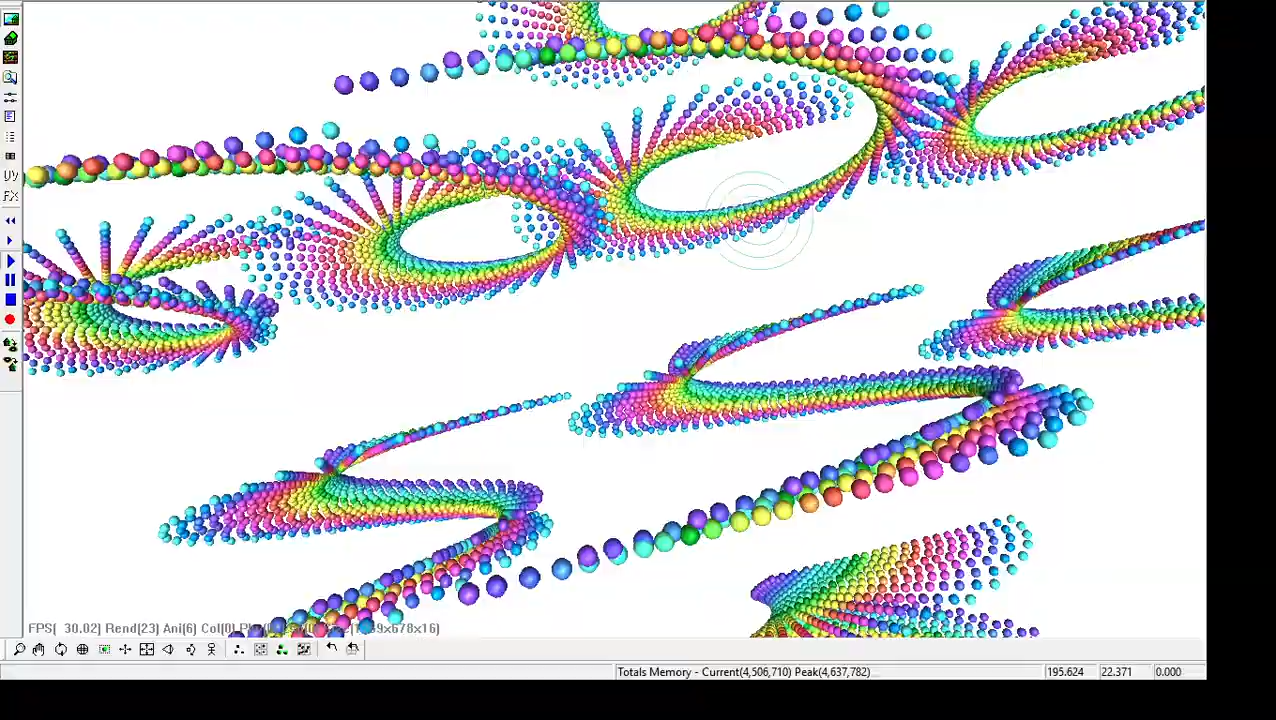 UV
FX
FPS( 30.02) Rend(23) Ani(6) Col(0)
678x16)
Totals Memory - Current(4,506,710) Peak(4,637,782)
195.624
22.371
0.000